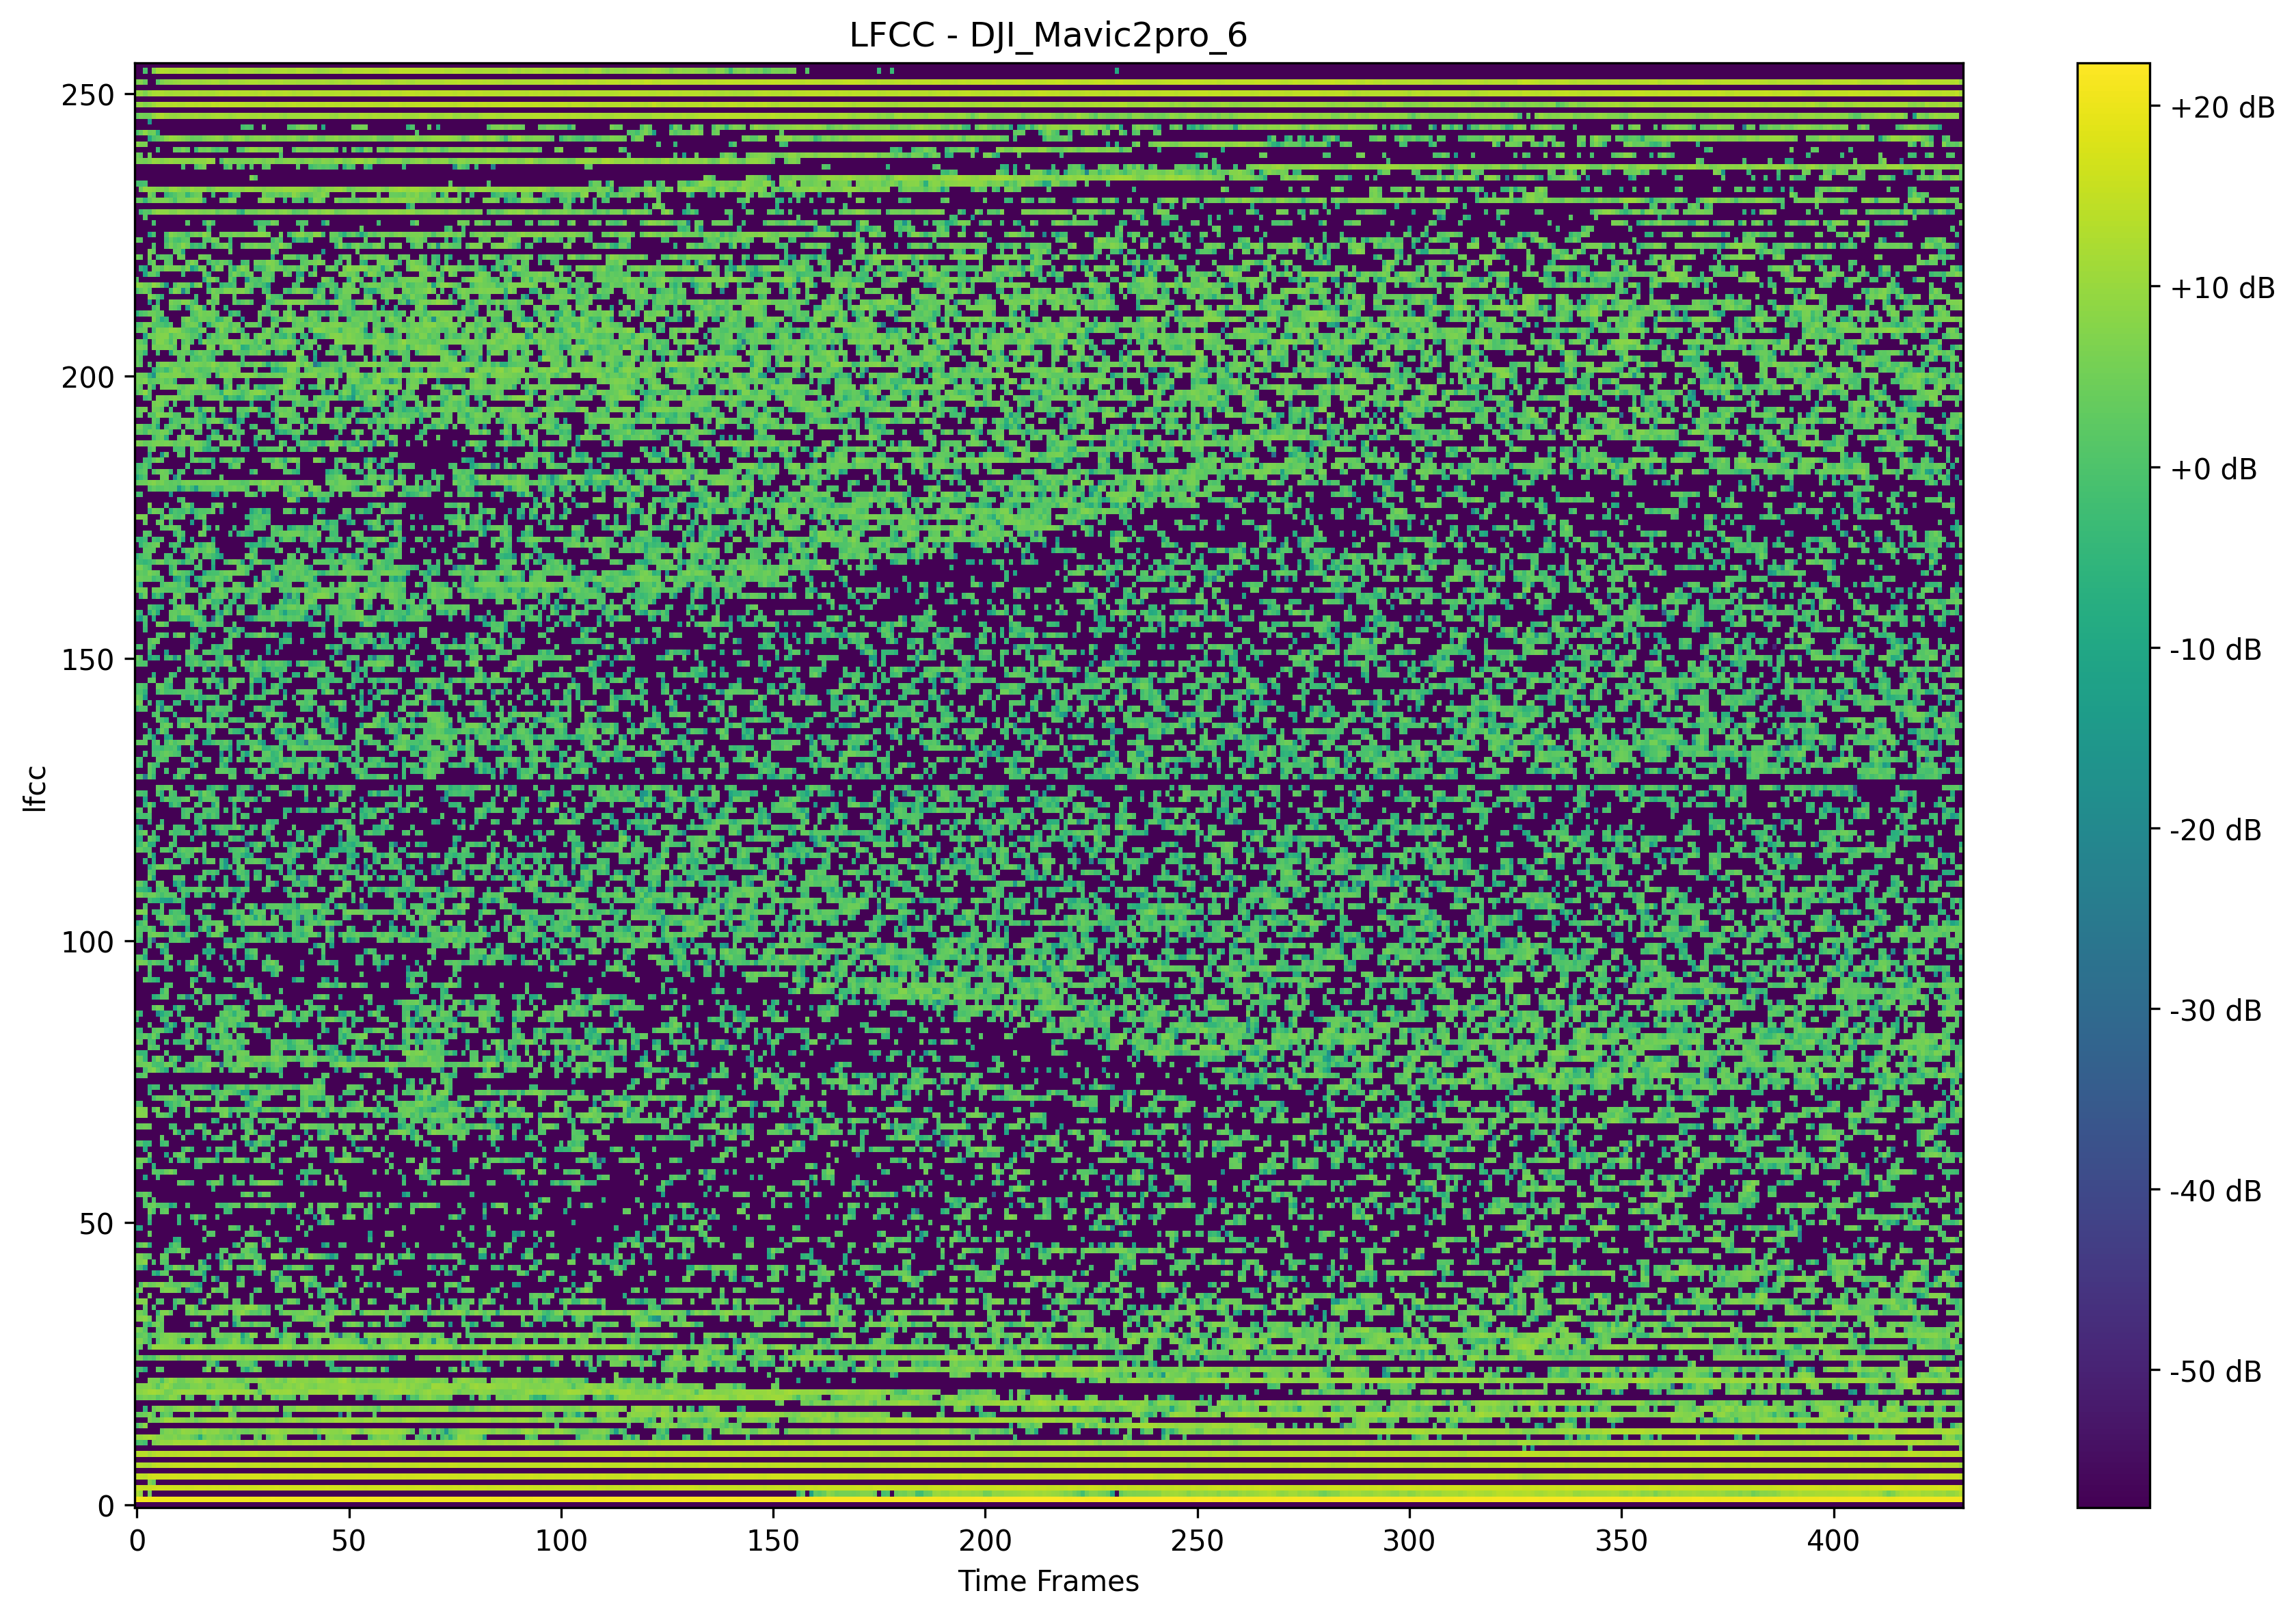 LFCC - DJI_Mavic2pro_6
250
200
150
100
50
0
lfcc
0 50 100 150 200 250 300 350 400
Time Frames
+20 dB
+10 dB
+0 dB
-10 dB
-20 dB
-30 dB
-40 dB
-50 dB